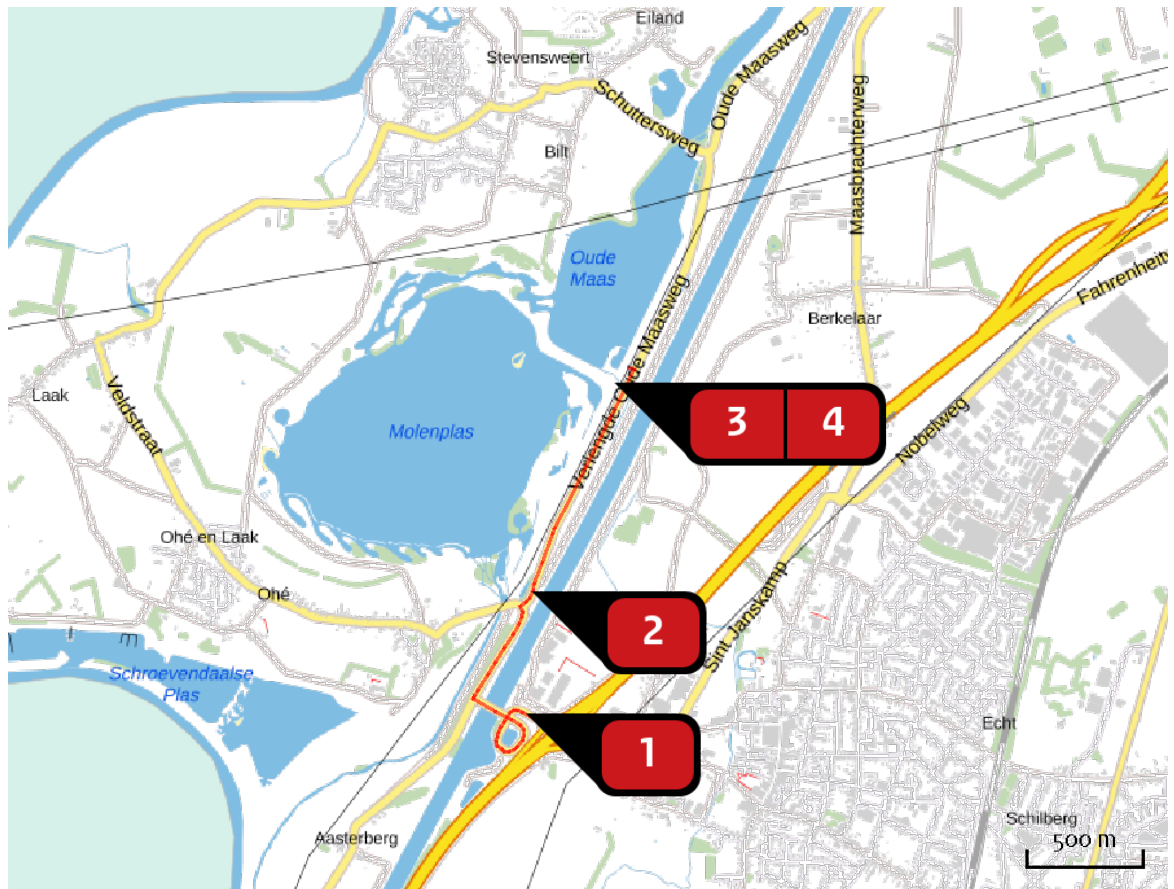 Eiland
Stevensweert
Oude Maasweg
Schuttersweg
Bilt
Maasbrachterweg
Oude
Maas
Fahrenheitw
Berkelaar
Verlengde Oude Maasweg
Laak
Veldstraat
Molenplas
3 4
Nobelweg
Ohé en Laak
Ohé
2
Sint Janskamp
Schroevendaalse
Plas
Echt
1
Schilberg
Aasterberg
500 m